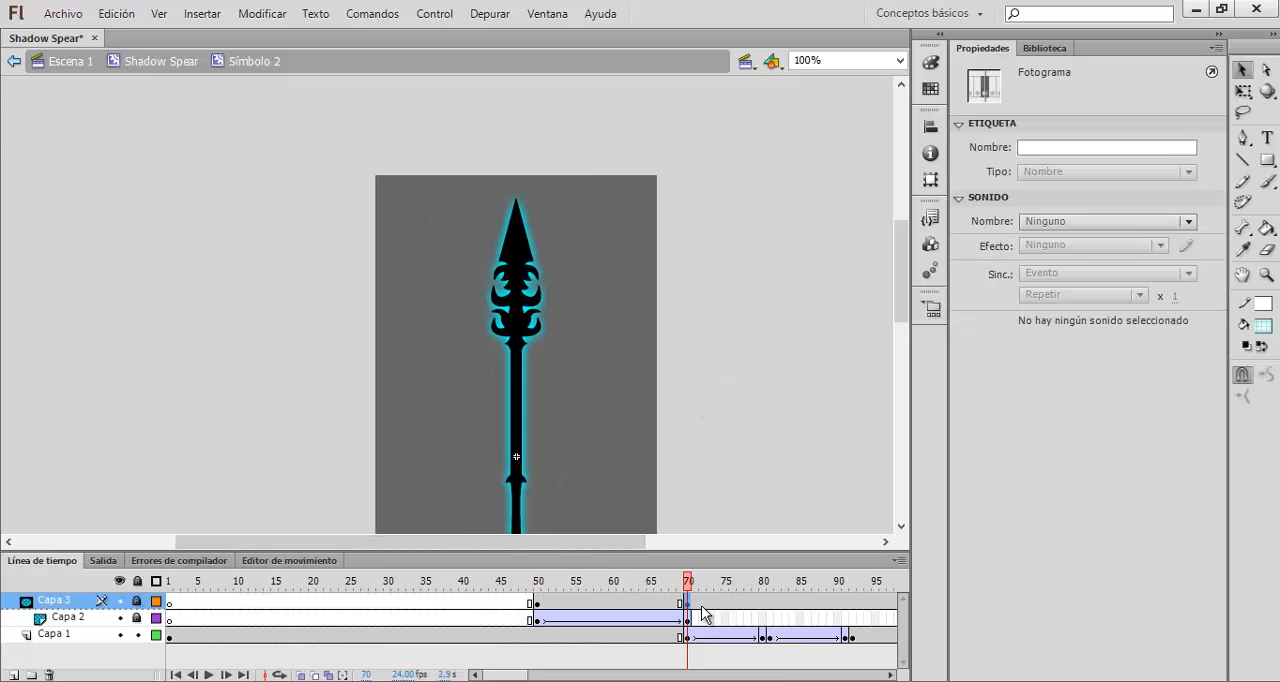 Fl Archivo Edición Ver Insertar Modificar Texto Comandos Control Depurar Ventana Ayuda Conceptos básicos
Shadow Spear* ×
Escena 1 Shadow Spear Símbolo 2 100%
Propiedades Biblioteca
Fotograma
ETIQUETA
Nombre:
Tipo: Nombre
SONIDO
Nombre: Ninguno
Efecto: Ninguno
Sinc.: Evento
Repetir x 1
No hay ningún sonido seleccionado
Línea de tiempo Salida Errores de compilador Editor de movimiento
1 5 10 15 20 25 30 35 40 45 50 55 60 65 70 75 80 85 90 95
Capa 3
Capa 2
Capa 1
70 24.00 fps 2,9 s